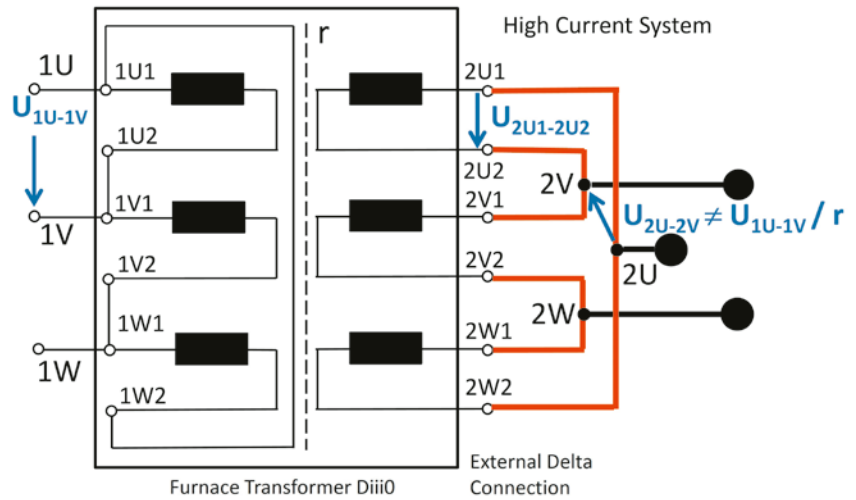 High Current System
r
1U
1U1
2U1
U1U-1V
U2U1-2U2
1U2
2U2
2V
1V1
2V1
U2U-2V ≠ U1U-1V / r
1V
1V2
2V2
2U
1W1
2W1
2W
1W
1W2
2W2
Furnace Transformer Diii0
External Delta
Connection